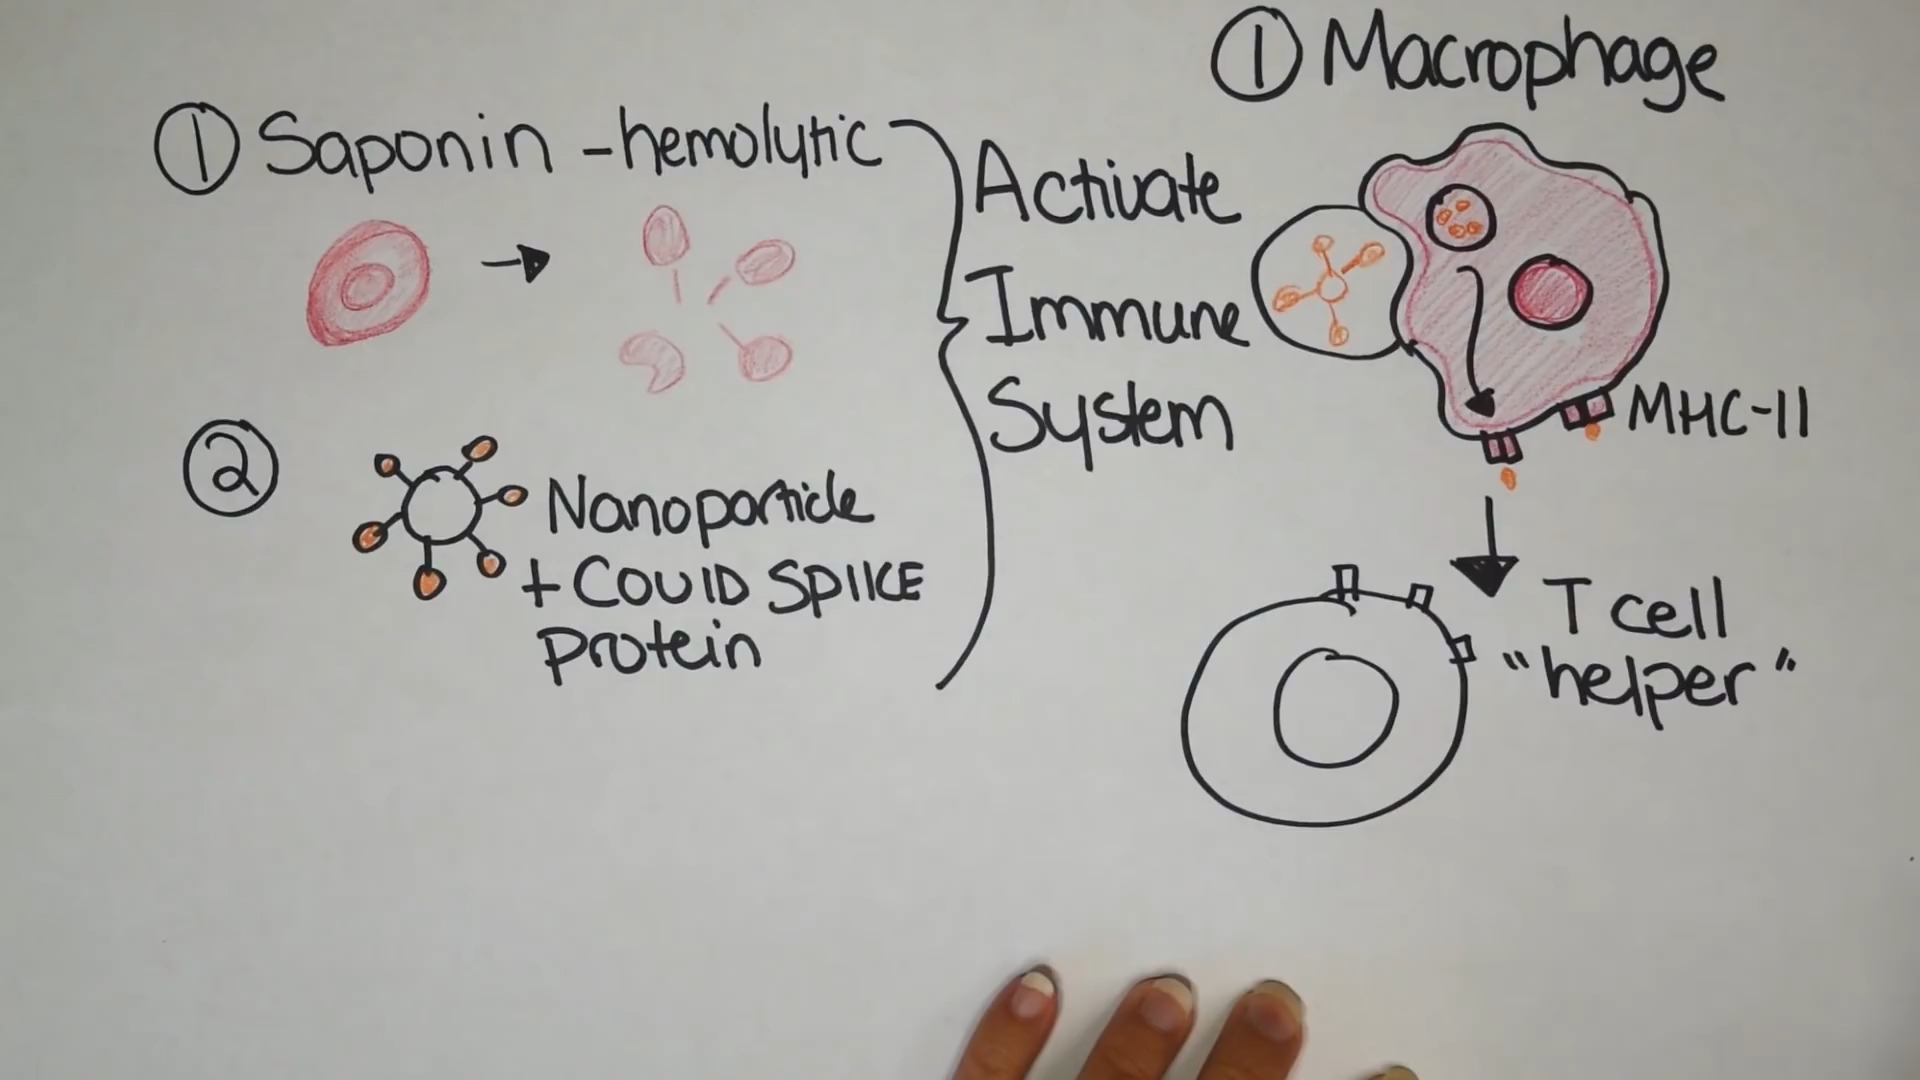 ① Saponin - hemolytic
② Nanoparticle
+ COVID SPIKE
Protein
Activate
Immune
System
① Macrophage
MHC-II
T cell
"helper"